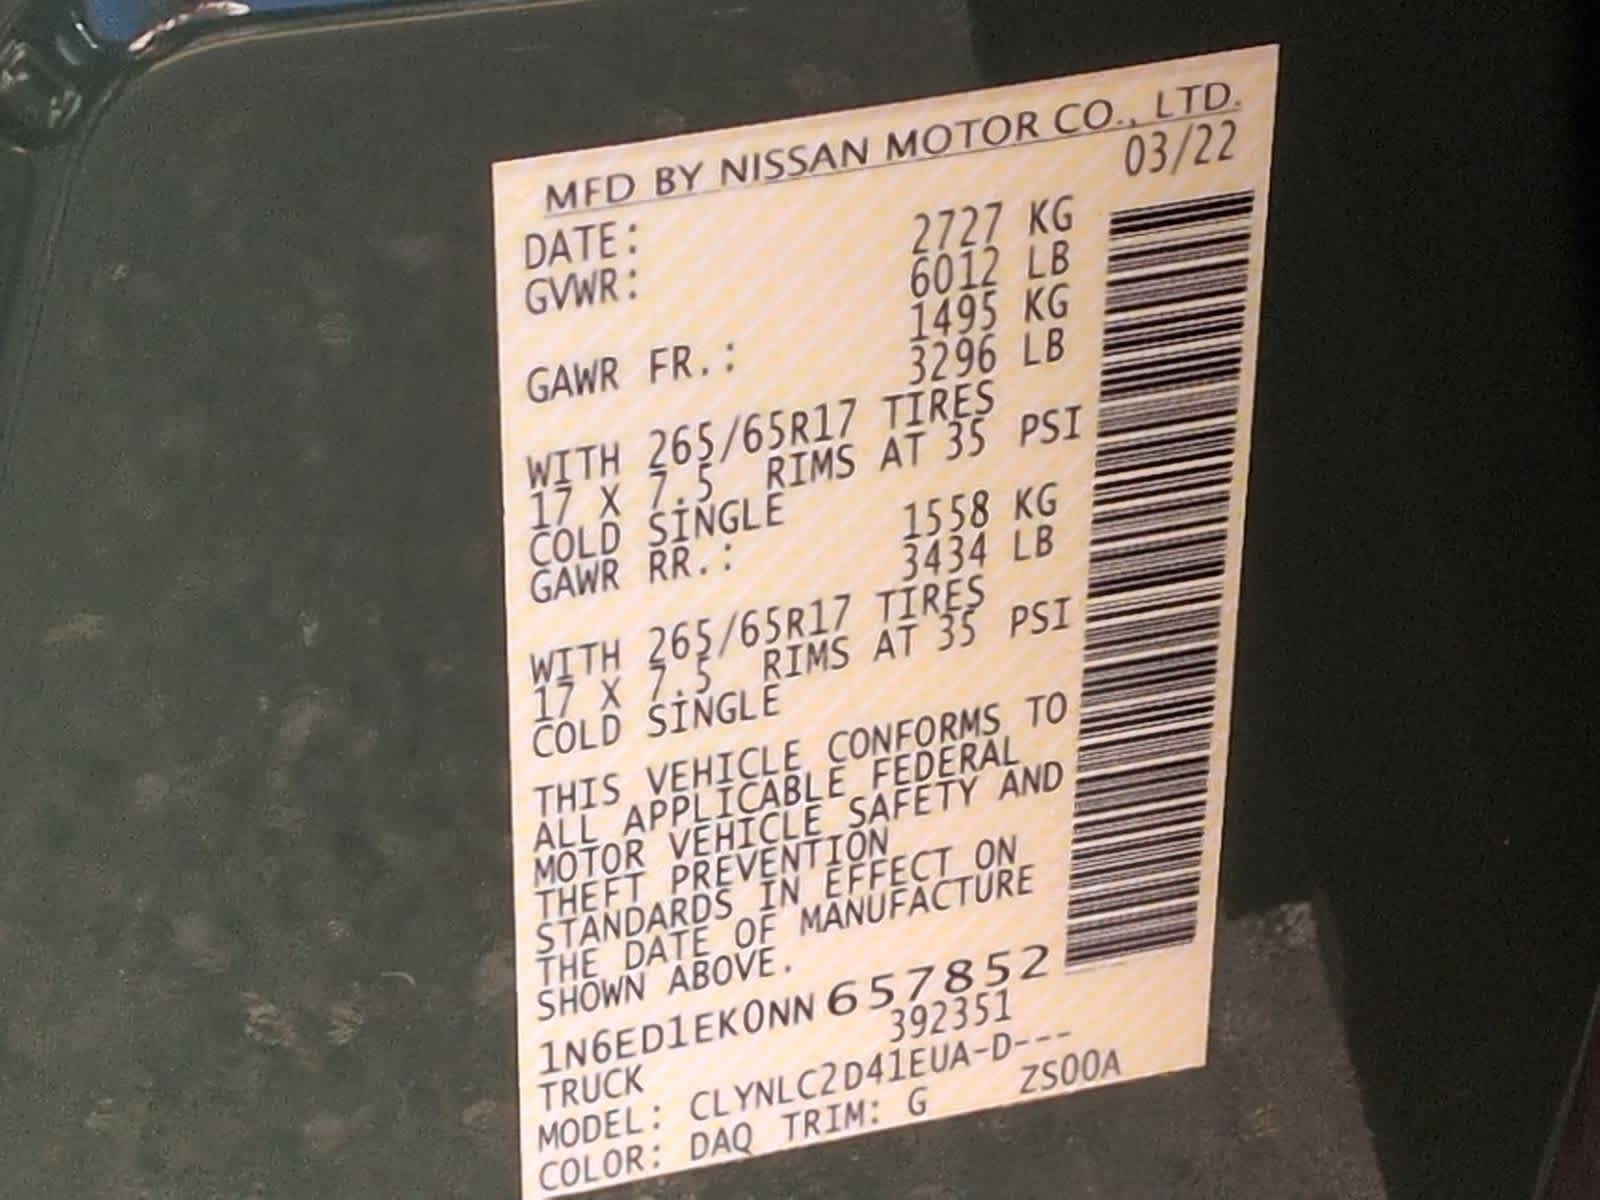 MFD BY NISSAN MOTOR CO., LTD.
DATE: 03/22
GVWR: 2727 KG
6012 LB
GAWR FR.: 1495 KG
3296 LB
WITH 265/65R17 TIRES
17 X 7.5 RIMS AT 35 PSI
COLD SINGLE
GAWR RR.: 1558 KG
3434 LB
WITH 265/65R17 TIRES
17 X 7.5 RIMS AT 35 PSI
COLD SINGLE
THIS VEHICLE CONFORMS TO
ALL APPLICABLE FEDERAL
MOTOR VEHICLE SAFETY AND
THEFT PREVENTION
STANDARDS IN EFFECT ON
THE DATE OF MANUFACTURE
SHOWN ABOVE.
1N6ED1EK0NN657852
TRUCK 392351
MODEL: CLYNLC2D41EUA-D---
COLOR: DAQ TRIM: G ZS00A